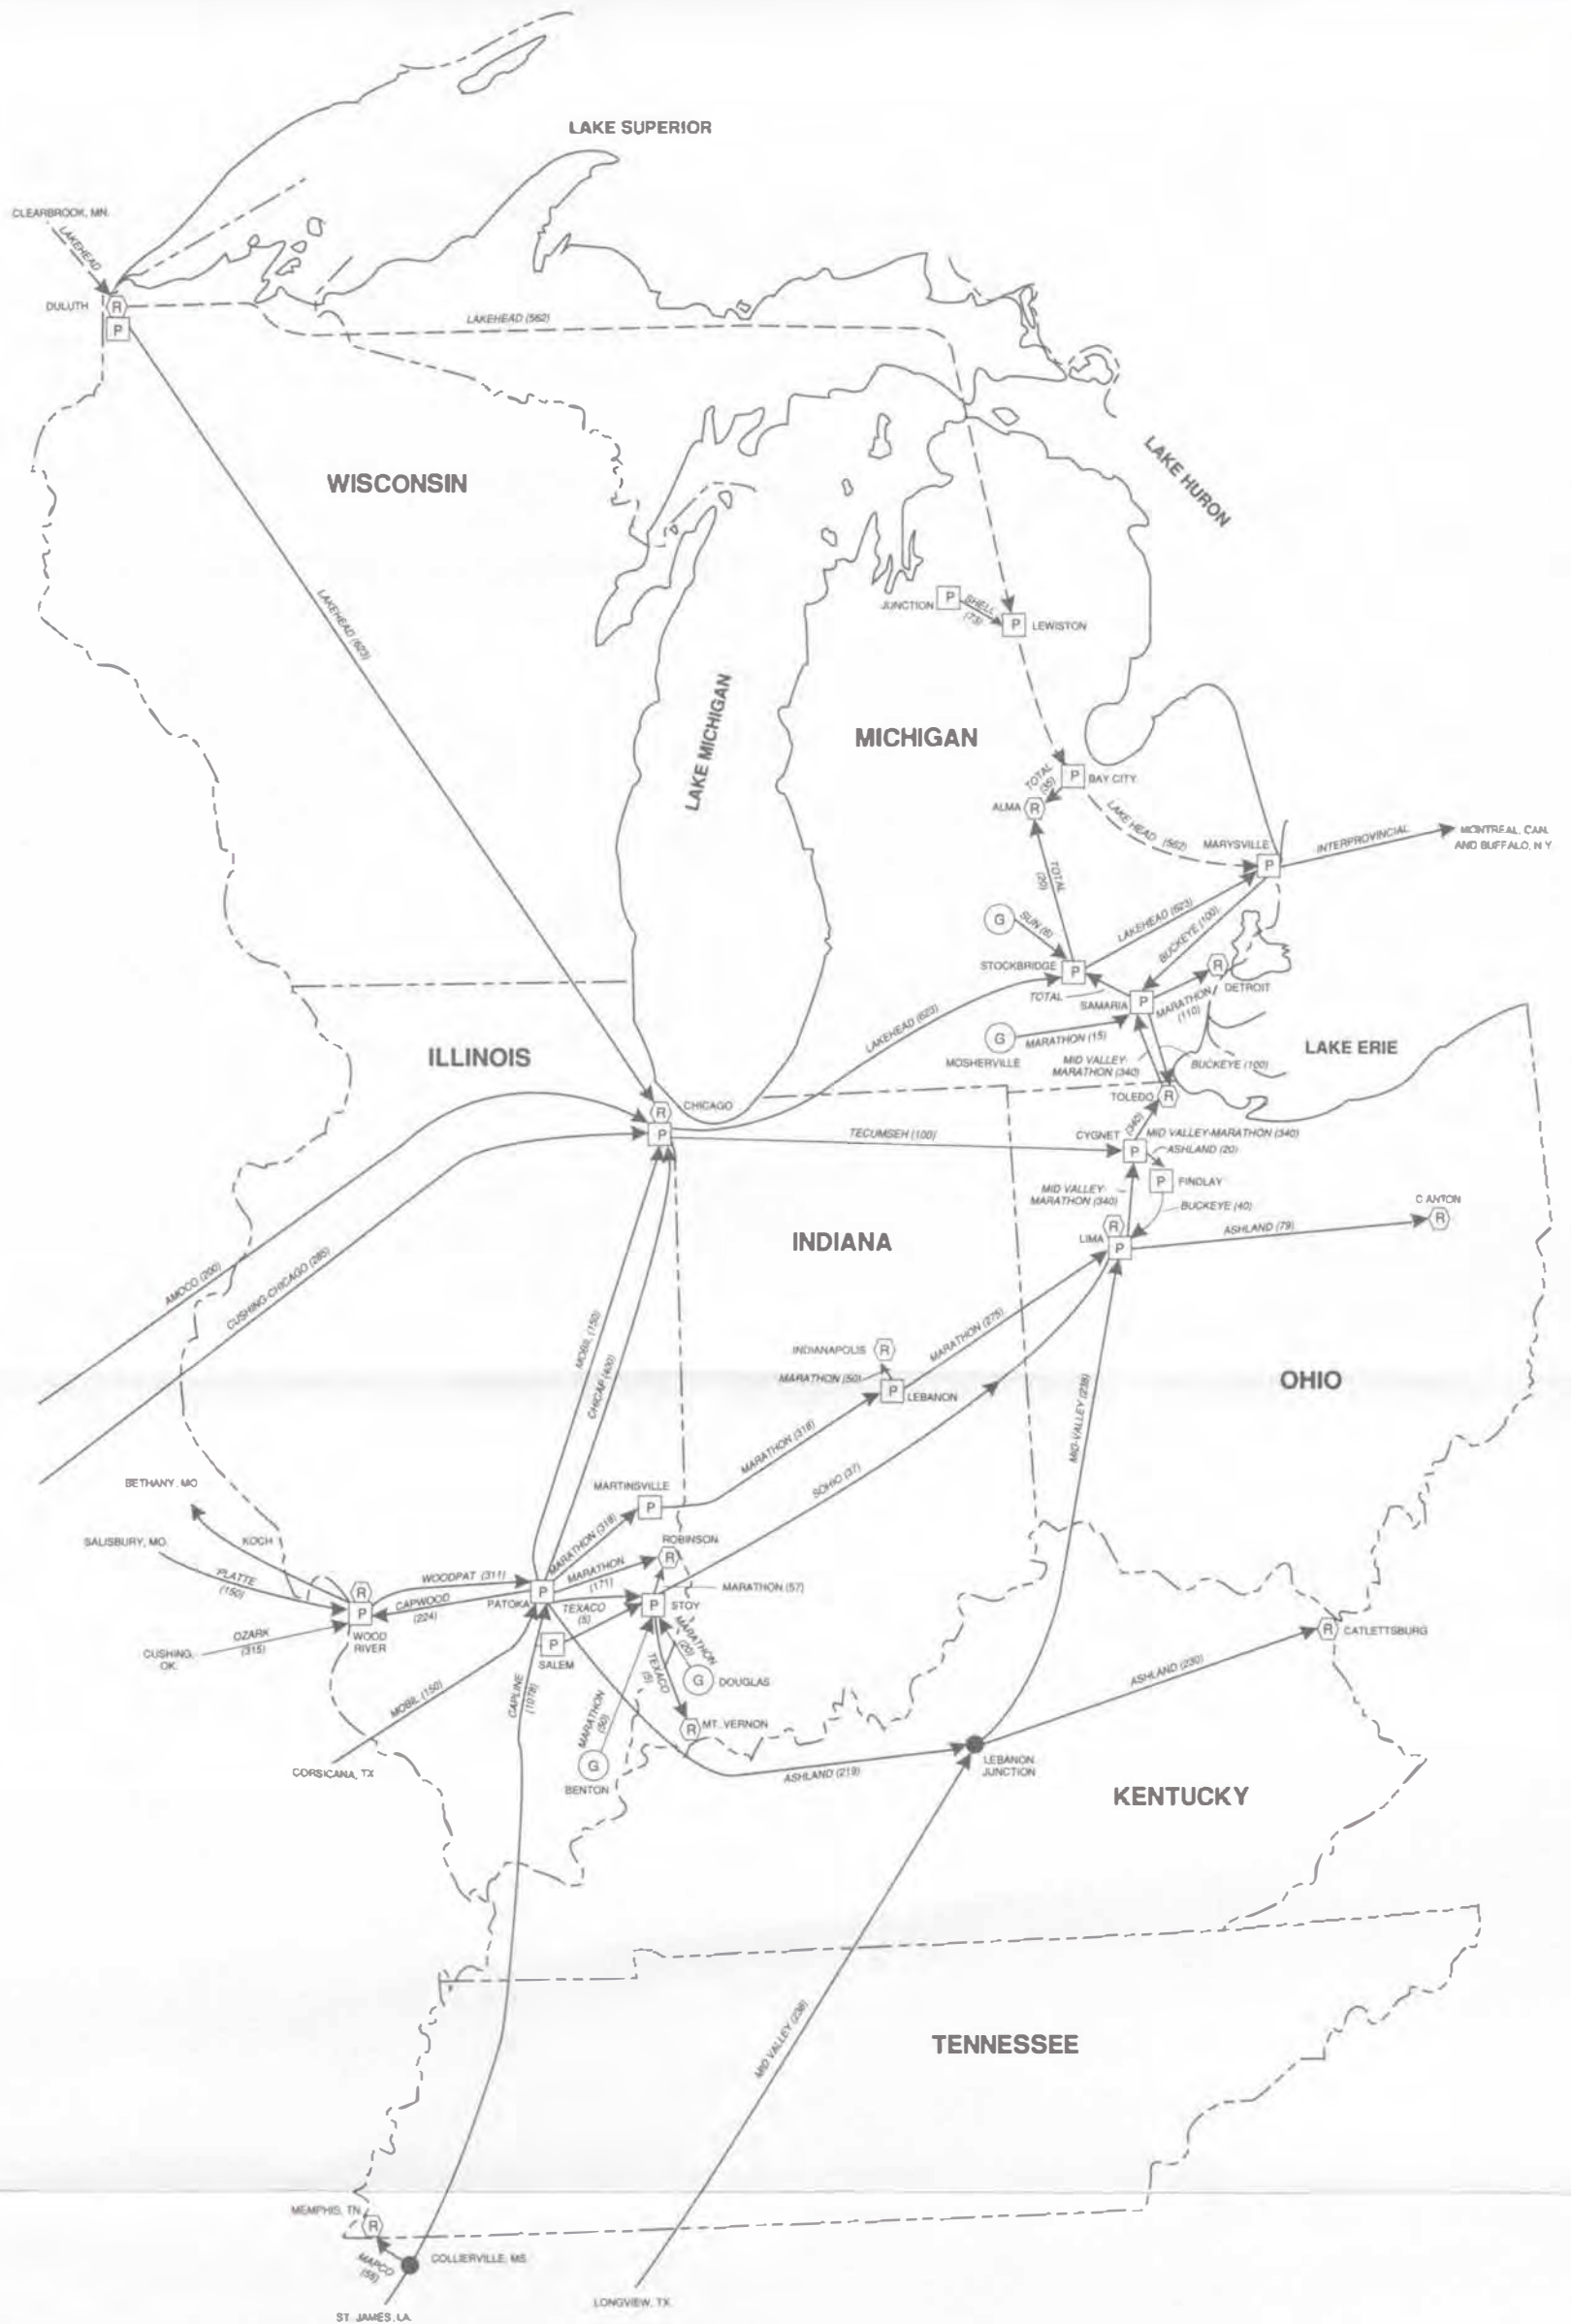 LAKE SUPERIOR
CLEARBROOK, MN.
LAKEHEAD
DULUTH
R
P
LAKEHEAD (562)
WISCONSIN
LAKE HURON
LAKEHEAD (623)
JUNCTION
P
SHELL
(73)
P
LEWISTON
LAKE MICHIGAN
MICHIGAN
TOTAL
(35)
P
BAY CITY
ALMA
R
LAKE HEAD (562)
MARYSVILLE
P
INTERPROVINCIAL
MONTREAL, CAN.
AND BUFFALO, N.Y.
TOTAL
(20)
G
SUN (6)
LAKEHEAD (623)
BUCKEYE (100)
STOCKBRIDGE
P
R
DETROIT
TOTAL
SAMARIA
P
MARATHON
(110)
LAKEHEAD (623)
G
MARATHON (15)
MOSHERVILLE
MID VALLEY-
MARATHON (340)
BUCKEYE (100)
LAKE ERIE
ILLINOIS
R
CHICAGO
P
TOLEDO
R
(340)
TECUMSEH (100)
CYGNET
P
MID VALLEY-MARATHON (340)
ASHLAND (20)
P
FINDLAY
MID VALLEY-
MARATHON (340)
BUCKEYE (40)
CANTON
R
R
LIMA
P
ASHLAND (79)
INDIANA
AMOCO (200)
CUSHING-CHICAGO (285)
MOBIL (150)
CHICAP (400)
INDIANAPOLIS
R
MARATHON (275)
MARATHON (50)
P
LEBANON
OHIO
MARATHON (318)
SOHIO (37)
MID-VALLEY (238)
BETHANY, MO
KOCH
SALISBURY, MO.
PLATTE
(150)
MARTINSVILLE
P
MARATHON (318)
ROBINSON
R
MARATHON
(171)
MARATHON (57)
R
P
WOOD
RIVER
WOODPAT (311)
CAPWOOD
(224)
PATOKA
P
TEXACO
(5)
P
STOY
CUSHING,
OK.
OZARK
(315)
P
SALEM
MARATHON
(20)
TEXACO
(5)
G
DOUGLAS
MOBIL (150)
CORSICANA, TX
CAPLINE
(1078)
MARATHON
(50)
G
BENTON
R
MT. VERNON
ASHLAND (219)
LEBANON
JUNCTION
ASHLAND (230)
R
CATLETTSBURG
KENTUCKY
TENNESSEE
MID VALLEY (238)
MEMPHIS, TN
R
MAPCO
COLLIERVILLE, MS
ST. JAMES, LA.
LONGVIEW, TX.